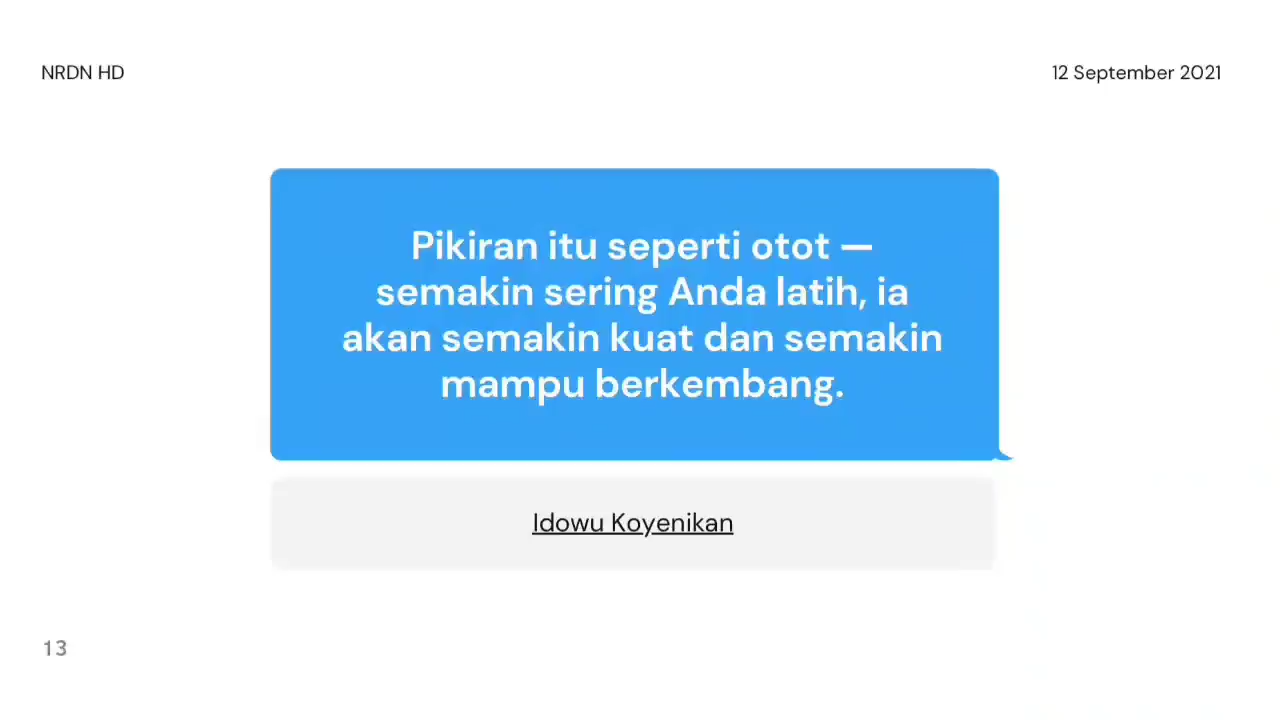 NRDN HD
12 September 2021
Pikiran itu seperti otot —
semakin sering Anda latih, ia
akan semakin kuat dan semakin
mampu berkembang.
Idowu Koyenikan
13